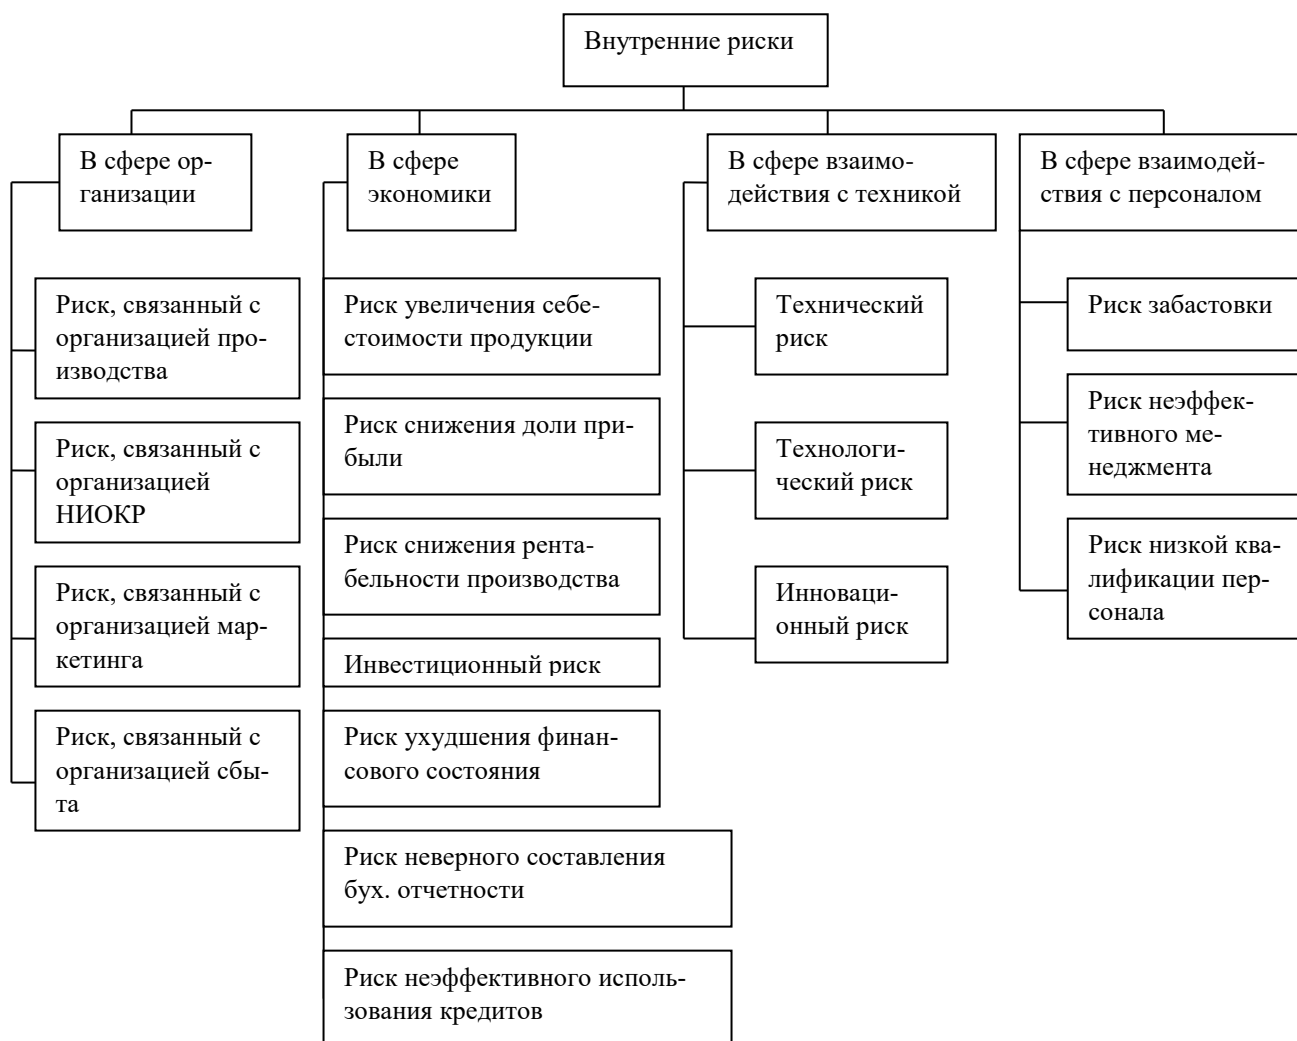 Внутренние риски
В сфере ор-
ганизации
Риск, связанный с
организацией про-
изводства
Риск, связанный с
организацией
НИОКР
Риск, связанный с
организацией мар-
кетинга
Риск, связанный с
организацией сбы-
та
В сфере
экономики
Риск увеличения себе-
стоимости продукции
Риск снижения доли при-
были
Риск снижения рента-
бельности производства
Инвестиционный риск
Риск ухудшения финан-
сового состояния
Риск неверного составления
бух. отчетности
Риск неэффективного исполь-
зования кредитов
В сфере взаимо-
действия с техникой
Технический
риск
Технологи-
ческий риск
Инноваци-
онный риск
В сфере взаимодей-
ствия с персоналом
Риск забастовки
Риск неэффек-
тивного ме-
неджмента
Риск низкой ква-
лификации пер-
сонала